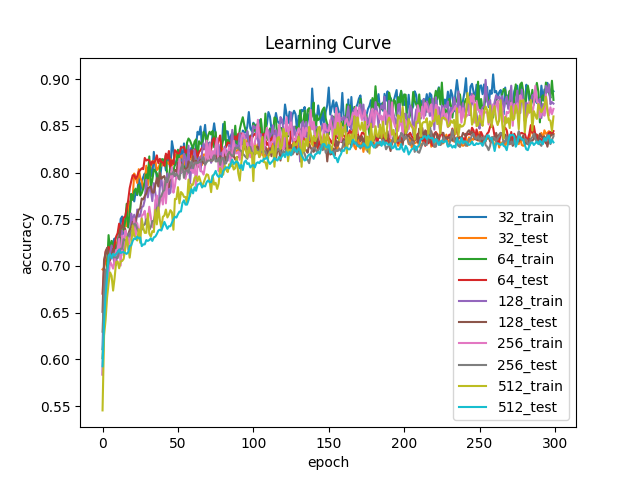 Learning Curve
0.90
0.85
0.80
0.75
0.70
0.65
0.60
0.55
accuracy
0 50 100 150 200 250 300
epoch
32_train
32_test
64_train
64_test
128_train
128_test
256_train
256_test
512_train
512_test